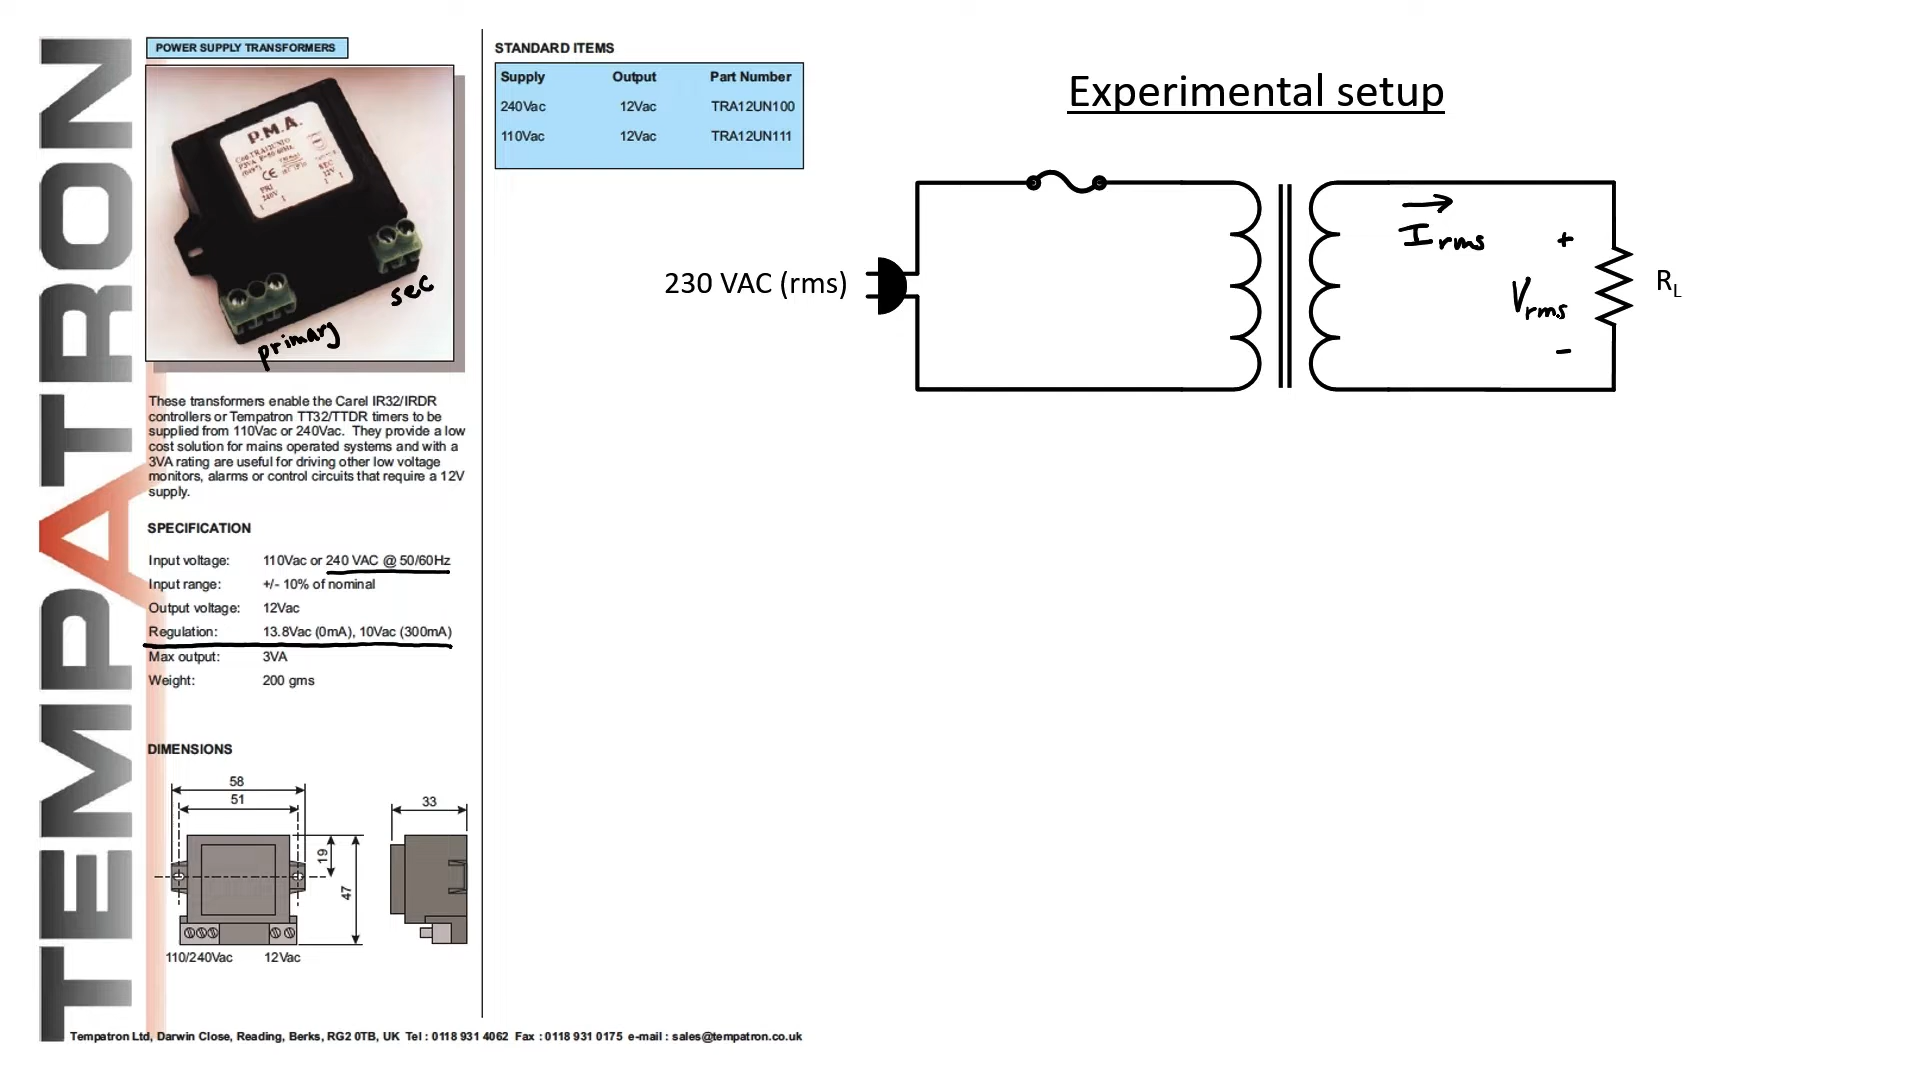 TEMPATRON
POWER SUPPLY TRANSFORMERS
P.M.A.
CE
PRI
240V
SEC
12V
sec
primary
These transformers enable the Carel IR32/IRDR
controllers or Tempatron TT32/TTDR timers to be
supplied from 110Vac or 240Vac. They provide a low
cost solution for mains operated systems and with a
3VA rating are useful for driving other low voltage
monitors, alarms or control circuits that require a 12V
supply.
SPECIFICATION
Input voltage: 110Vac or 240 VAC @ 50/60Hz
Input range: +/- 10% of nominal
Output voltage: 12Vac
Regulation: 13.8Vac (0mA), 10Vac (300mA)
Max output: 3VA
Weight: 200 gms
DIMENSIONS
58
51
33
19
47
110/240Vac 12Vac
STANDARD ITEMS
Supply Output Part Number
240Vac 12Vac TRA12UN100
110Vac 12Vac TRA12UN111
Experimental setup
230 VAC (rms)
Irms
+
Vrms
-
RL
Tempatron Ltd, Darwin Close, Reading, Berks, RG2 0TB, UK Tel : 0118 931 4062 Fax : 0118 931 0175 e-mail : sales@tempatron.co.uk